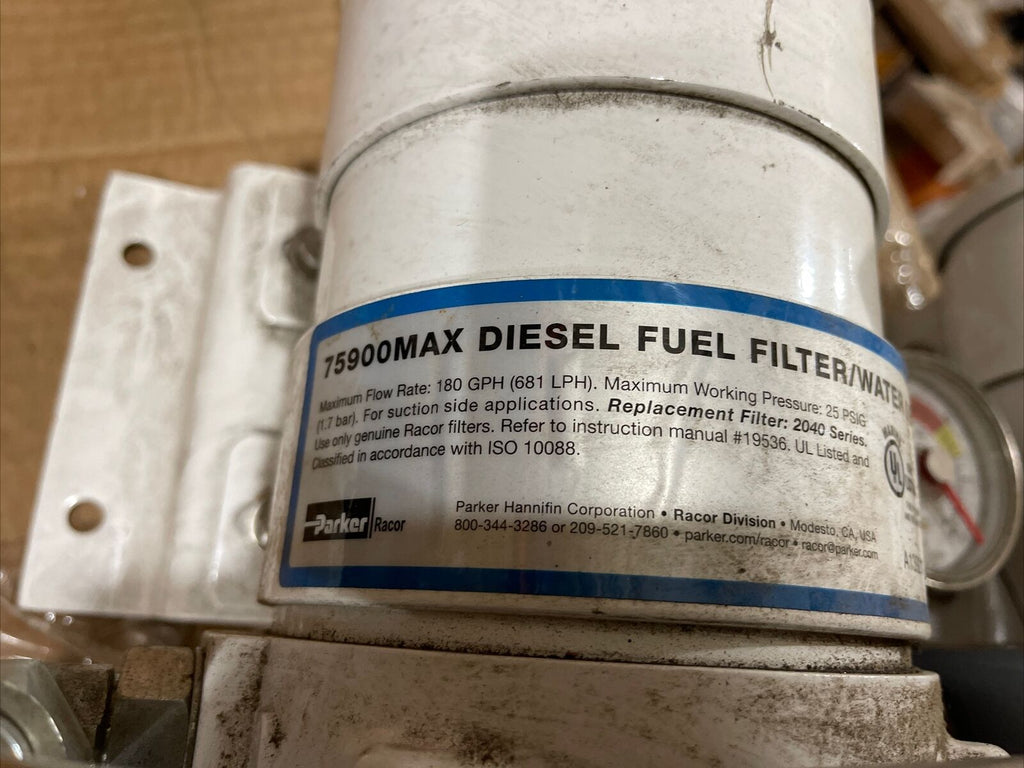 75900MAX DIESEL FUEL FILTER/WATER
Maximum Flow Rate: 180 GPH (681 LPH). Maximum Working Pressure: 25 PSIG
(1.7 bar). For suction side applications. Replacement Filter: 2040 Series.
Use only genuine Racor filters. Refer to instruction manual #19536. UL Listed and
Classified in accordance with ISO 10088.
UL
Parker Racor
Parker Hannifin Corporation • Racor Division • Modesto, CA, USA
800-344-3286 or 209-521-7860 • parker.com/racor • racor@parker.com